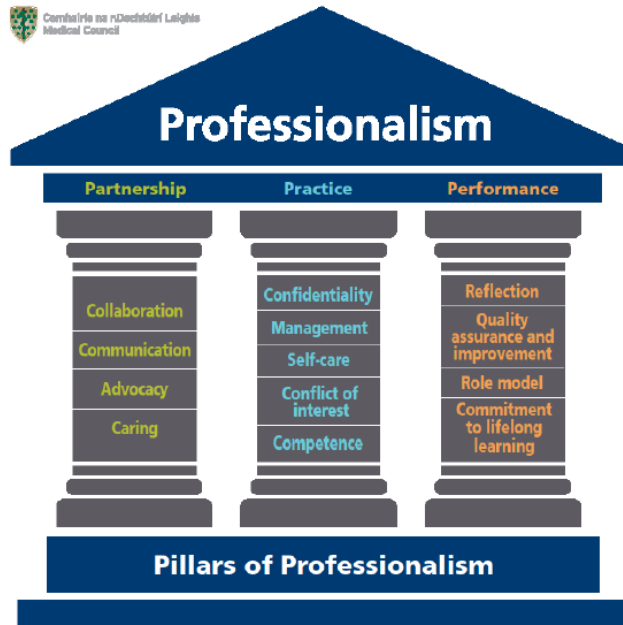 Comhairle na nDochtúirí Leighis
Medical Council
Professionalism
Partnership
Practice
Performance
Collaboration
Communication
Advocacy
Caring
Confidentiality
Management
Self-care
Conflict of
interest
Competence
Reflection
Quality
assurance and
improvement
Role model
Commitment
to lifelong
learning
Pillars of Professionalism